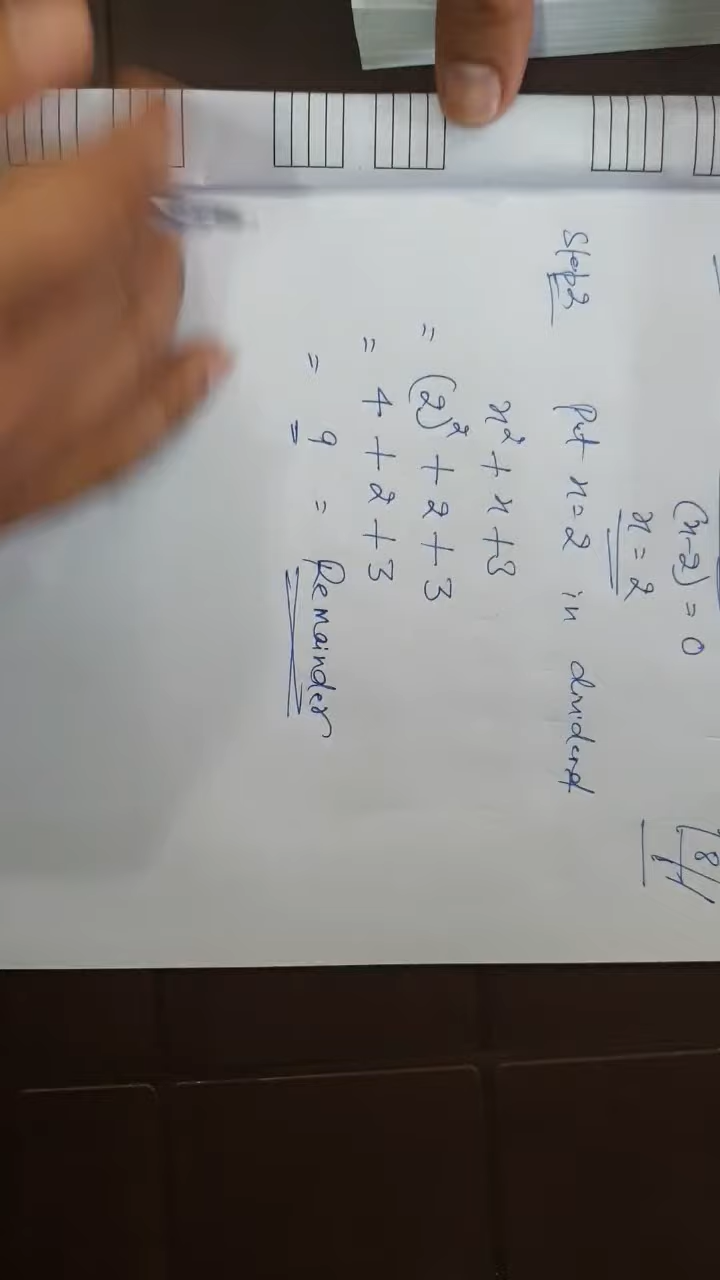 (x-2) = 0
x = 2
Step2 Put x=2 in dividend
x² + x +3
= (2)² + 2 + 3
= 4 + 2 + 3
= 9 = Remainder